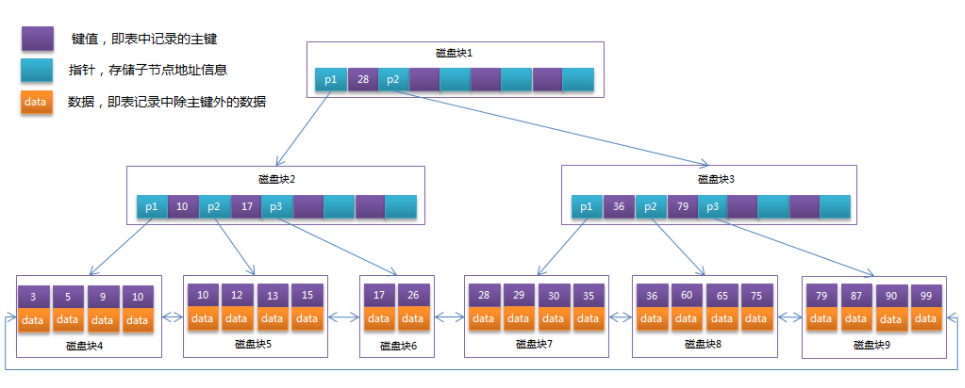 键值，即表中记录的主键
指针，存储子节点地址信息
data 数据，即表记录中除主键外的数据
磁盘块1
p1 28 p2
磁盘块2
p1 10 p2 17 p3
磁盘块3
p1 36 p2 79 p3
3 5 9 10
data data data data
磁盘块4
10 12 13 15
data data data data
磁盘块5
17 26
data data
磁盘块6
28 29 30 35
data data data data
磁盘块7
36 60 65 75
data data data data
磁盘块8
79 87 90 99
data data data data
磁盘块9